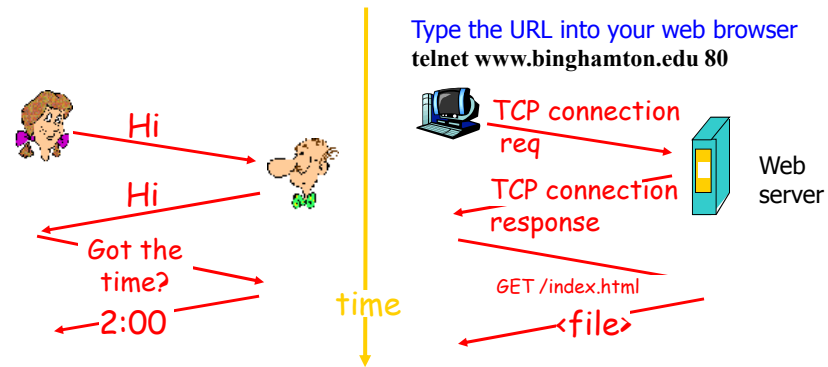 Type the URL into your web browser
telnet www.binghamton.edu 80
Hi
Hi
Got the
time?
2:00
time
TCP connection
req
TCP connection
response
GET /index.html
<file>
Web
server